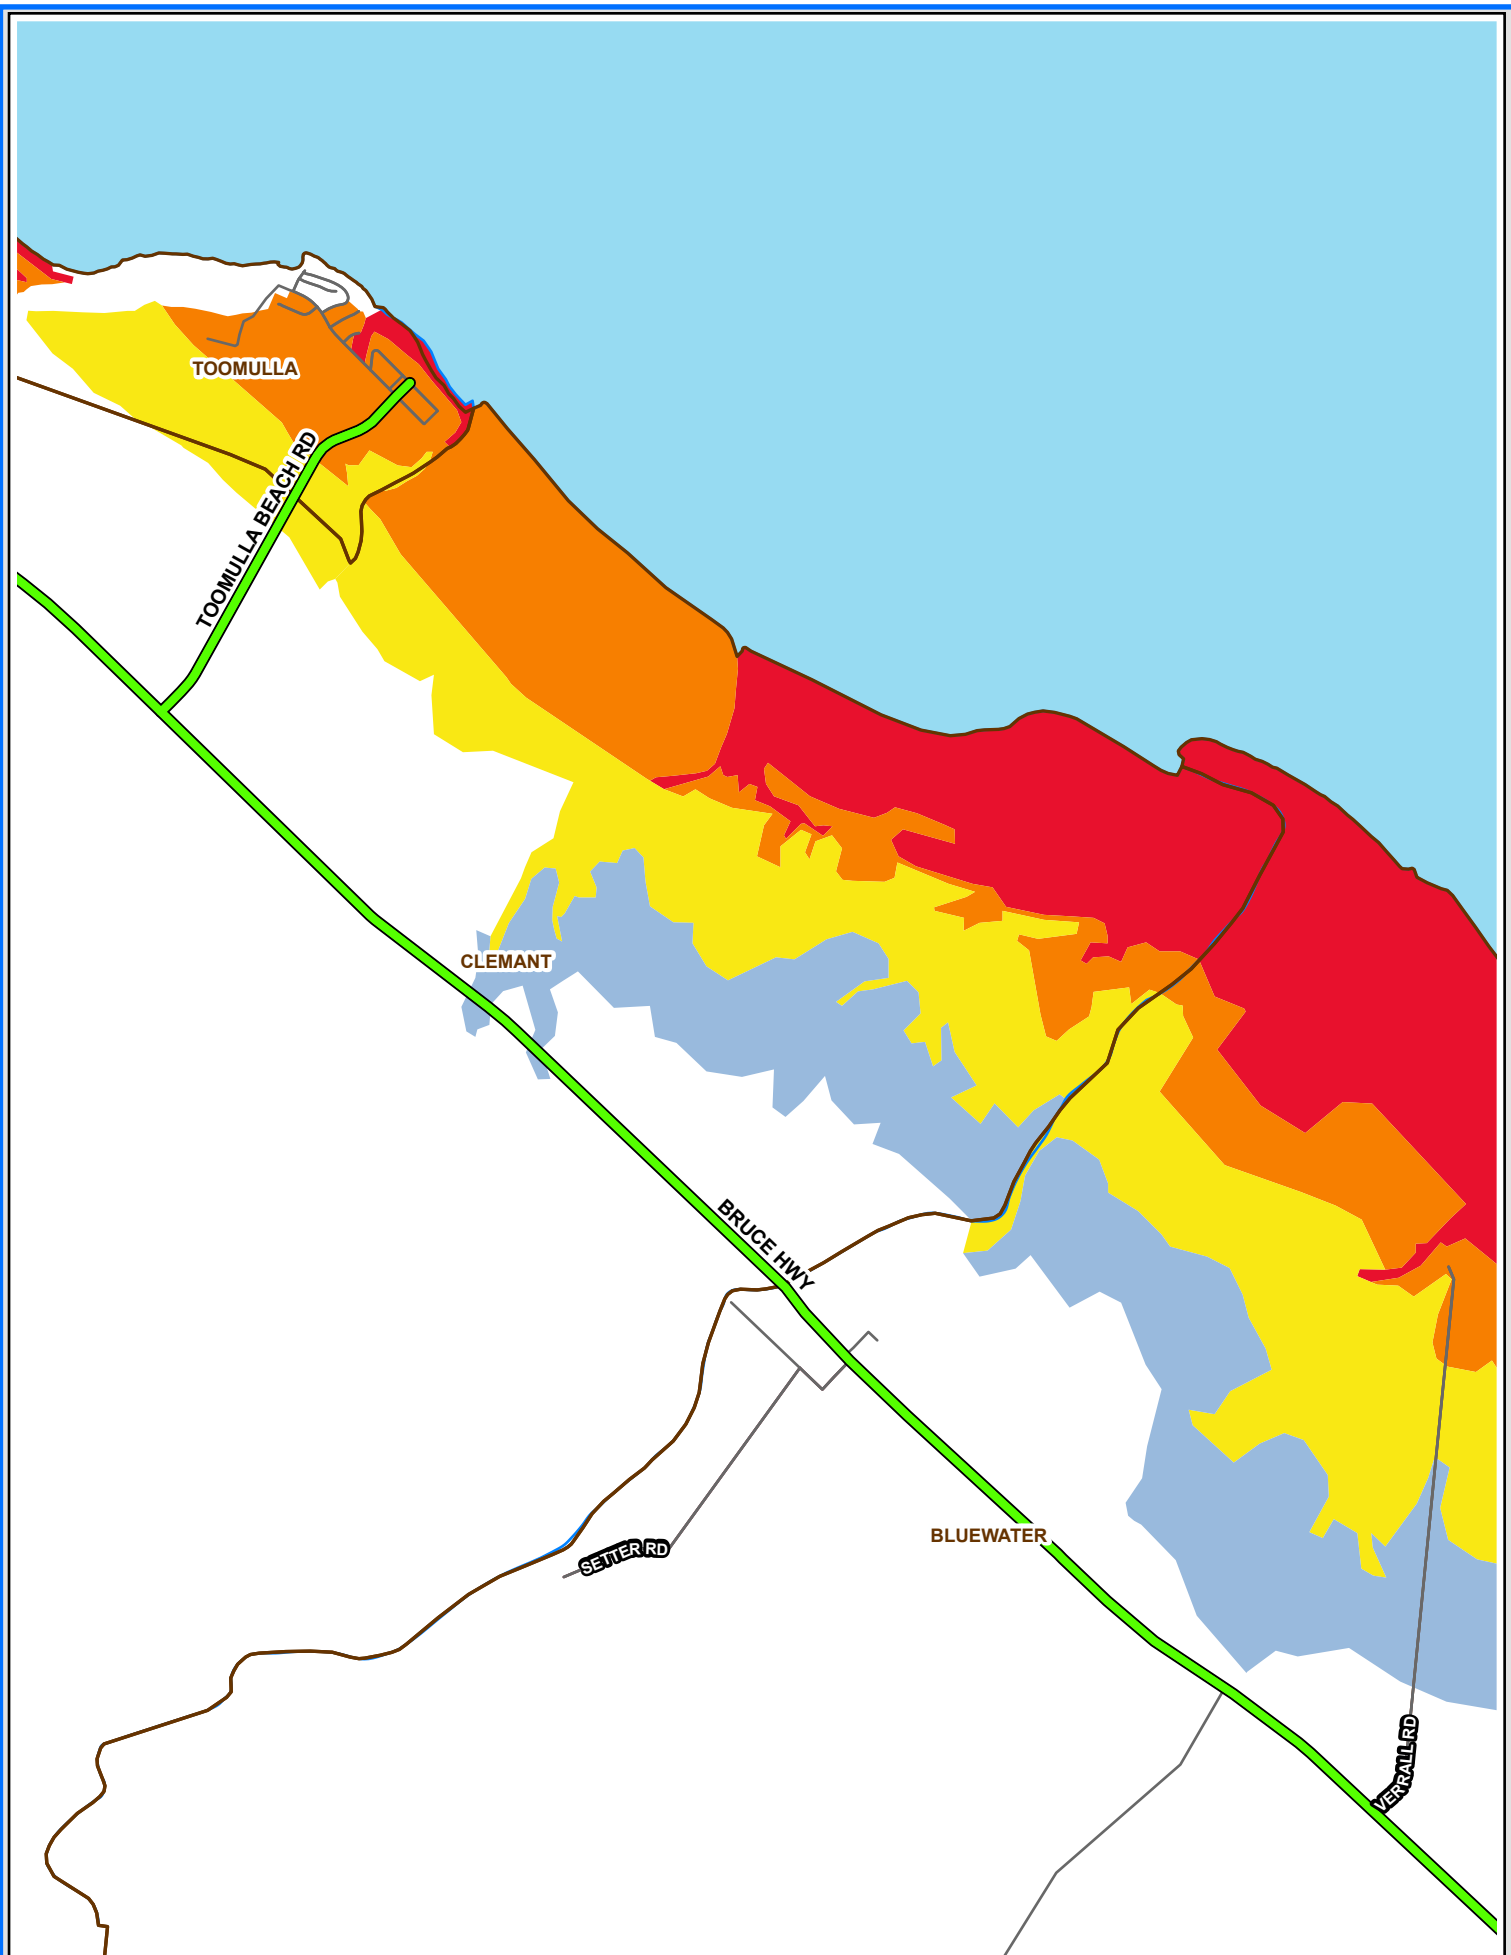 TOOMULLA
TOOMULLA BEACH RD
CLEMANT
BRUCE HWY
BLUEWATER
SETTER RD
VERRALL RD